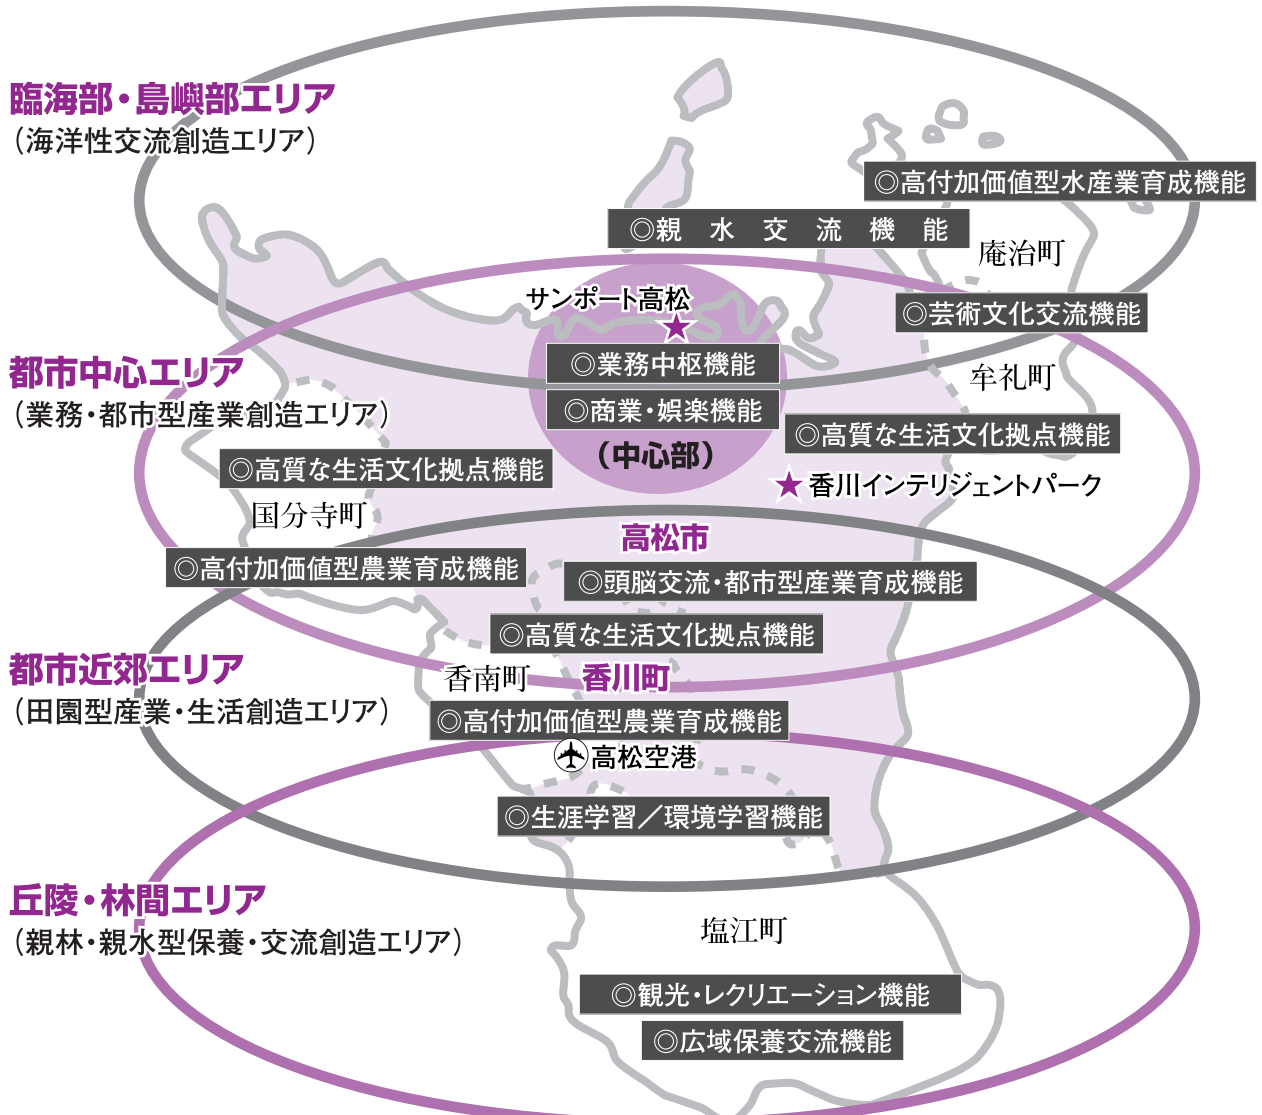 臨海部・島嶼部エリア
（海洋性交流創造エリア）
◎高付加価値型水産業育成機能
◎親水交流機能
庵治町
サンポート高松
◎芸術文化交流機能
◎業務中枢機能
都市中心エリア
（業務・都市型産業創造エリア）
牟礼町
◎商業・娯楽機能
◎高質な生活文化拠点機能
（中心部）
◎高質な生活文化拠点機能
香川インテリジェントパーク
国分寺町
高松市
◎高付加価値型農業育成機能
◎頭脳交流・都市型産業育成機能
◎高質な生活文化拠点機能
都市近郊エリア
（田園型産業・生活創造エリア）
香南町
香川町
◎高付加価値型農業育成機能
高松空港
◎生涯学習／環境学習機能
丘陵・林間エリア
（親林・親水型保養・交流創造エリア）
塩江町
◎観光・レクリエーション機能
◎広域保養交流機能